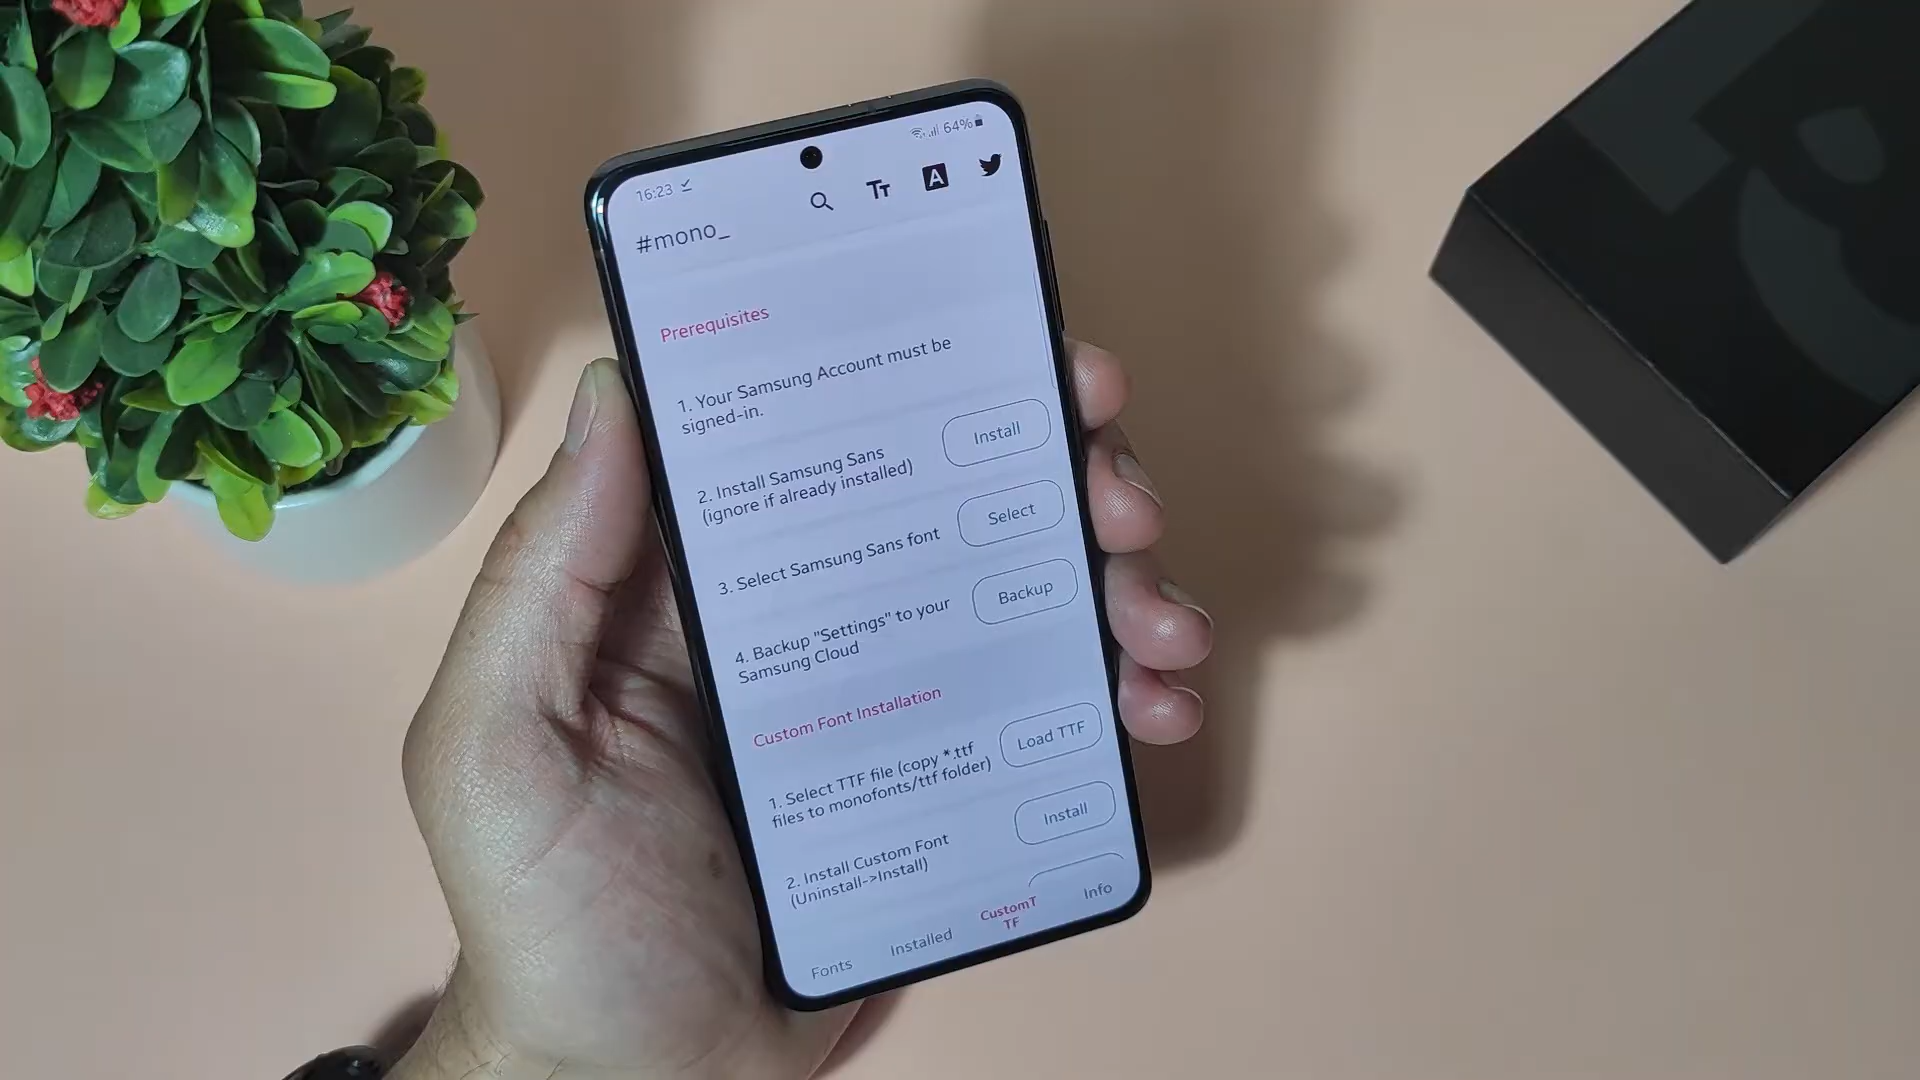 16:23
64%
#mono_
Tт
A
Prerequisites
1. Your Samsung Account must be
signed-in.
2. Install Samsung Sans
(ignore if already installed)
Install
3. Select Samsung Sans font
Select
4. Backup "Settings" to your
Samsung Cloud
Backup
Custom Font Installation
1. Select TTF file (copy *.ttf
files to monofonts/ttf folder)
Load TTF
2. Install Custom Font
(Uninstall->Install)
Install
Fonts
Installed
CustomT
TF
Info